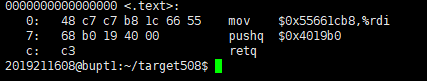 0000000000000000 <.text>:
   0:   48 c7 c7 b8 1c 66 55    mov    $0x55661cb8,%rdi
   7:   68 b0 19 40 00          pushq  $0x4019b0
   c:   c3                      retq
2019211608@bupt1:~/target508$